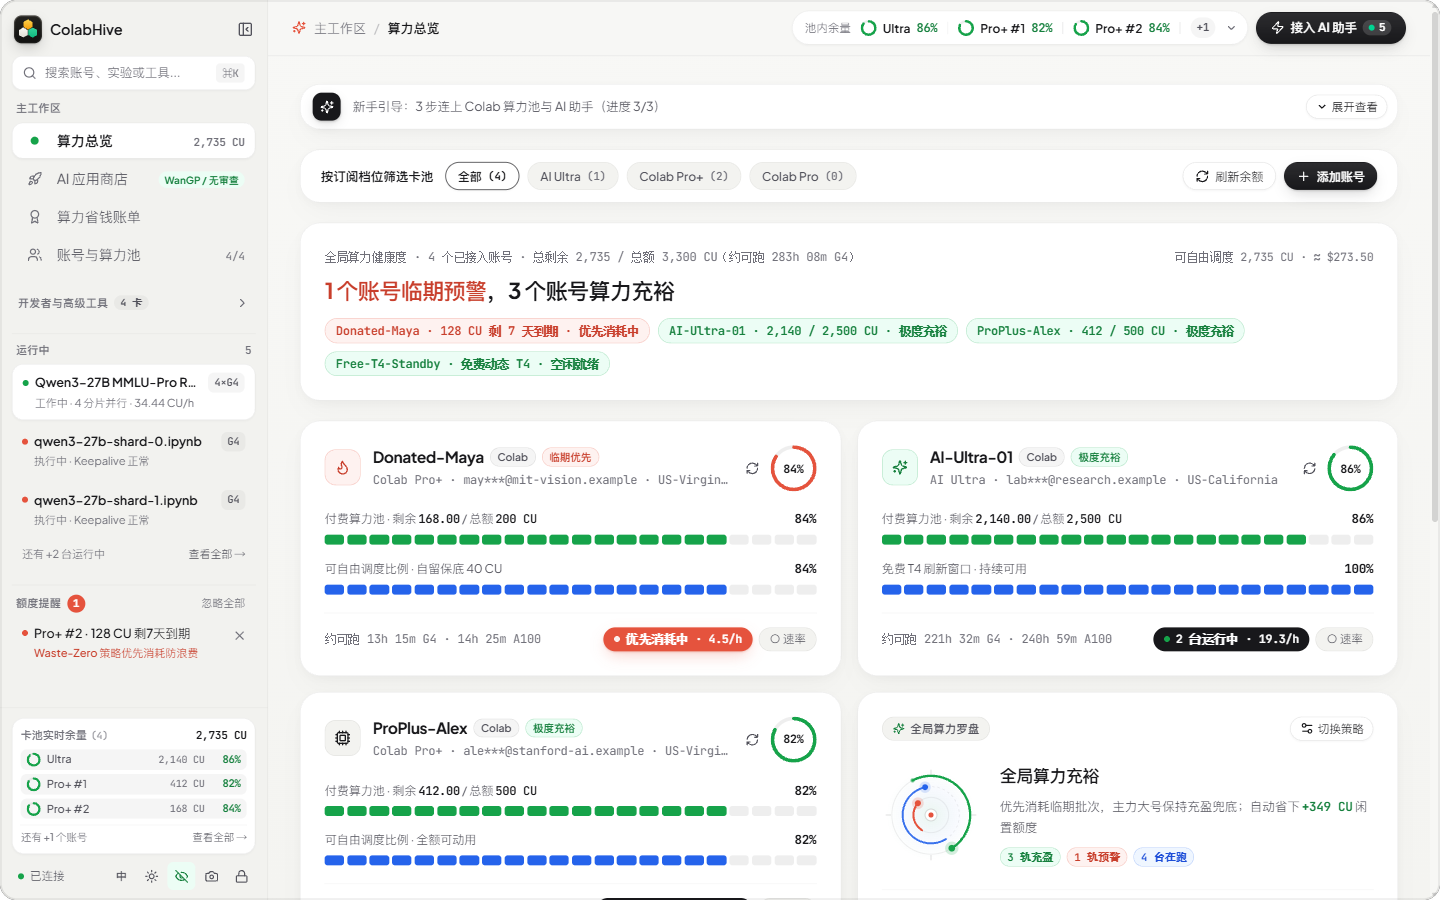 ColabHive
搜索账号、实验或工具... ⌘K
主工作区
算力总览 2,735 CU
AI 应用商店 WanGP / 无审查
算力省钱账单
账号与算力池 4/4
开发者与高级工具 4 卡
运行中 5
Qwen3-27B MMLU-Pro R... 4×G4
工作中 · 4 分片并行 · 34.44 CU/h
qwen3-27b-shard-0.ipynb G4
执行中 · Keepalive 正常
qwen3-27b-shard-1.ipynb G4
执行中 · Keepalive 正常
还有 +2 台运行中 查看全部 →
额度提醒 1 忽略全部
Pro+ #2 · 128 CU 剩7天到期
Waste-Zero 策略优先消耗防浪费
卡池实时余量 (4) 2,735 CU
Ultra 2,140 CU 86%
Pro+ #1 412 CU 82%
Pro+ #2 168 CU 84%
还有 +1 个账号 查看全部 →
已连接 中
主工作区 / 算力总览
池内余量 Ultra 86% Pro+ #1 82% Pro+ #2 84% +1
接入 AI 助手 5
新手引导：3 步连上 Colab 算力池与 AI 助手（进度 3/3）
展开查看
按订阅档位筛选卡池 全部 (4) AI Ultra (1) Colab Pro+ (2) Colab Pro (0)
刷新余额 添加账号
全局算力健康度 · 4 个已接入账号 · 总剩余 2,735 / 总额 3,300 CU (约可跑 283h 08m G4)
可自由调度 2,735 CU · ≈ $273.50
1 个账号临期预警，3 个账号算力充裕
Donated-Maya · 128 CU 剩 7 天到期 · 优先消耗中
AI-Ultra-01 · 2,140 / 2,500 CU · 极度充裕
ProPlus-Alex · 412 / 500 CU · 极度充裕
Free-T4-Standby · 免费动态 T4 · 空闲就绪
Donated-Maya Colab 临期优先
Colab Pro+ · may***@mit-vision.example · US-Virgin…
84%
付费算力池 · 剩余 168.00 / 总额 200 CU 84%
可自由调度比例 · 自留保底 40 CU 84%
约可跑 13h 15m G4 · 14h 25m A100
优先消耗中 · 4.5/h
速率
AI-Ultra-01 Colab 极度充裕
AI Ultra · lab***@research.example · US-California
86%
付费算力池 · 剩余 2,140.00 / 总额 2,500 CU 86%
免费 T4 刷新窗口 · 持续可用 100%
约可跑 221h 32m G4 · 240h 59m A100
2 台运行中 · 19.3/h
速率
ProPlus-Alex Colab 极度充裕
Colab Pro+ · ale***@stanford-ai.example · US-Virgi…
82%
付费算力池 · 剩余 412.00 / 总额 500 CU 82%
可自由调度比例 · 全额可动用 82%
全局算力罗盘 切换策略
全局算力充裕
优先消耗临期批次，主力大号保持充盈兜底；自动省下 +349 CU 闲
置额度
3 轨充盈 1 轨预警 4 台在跑